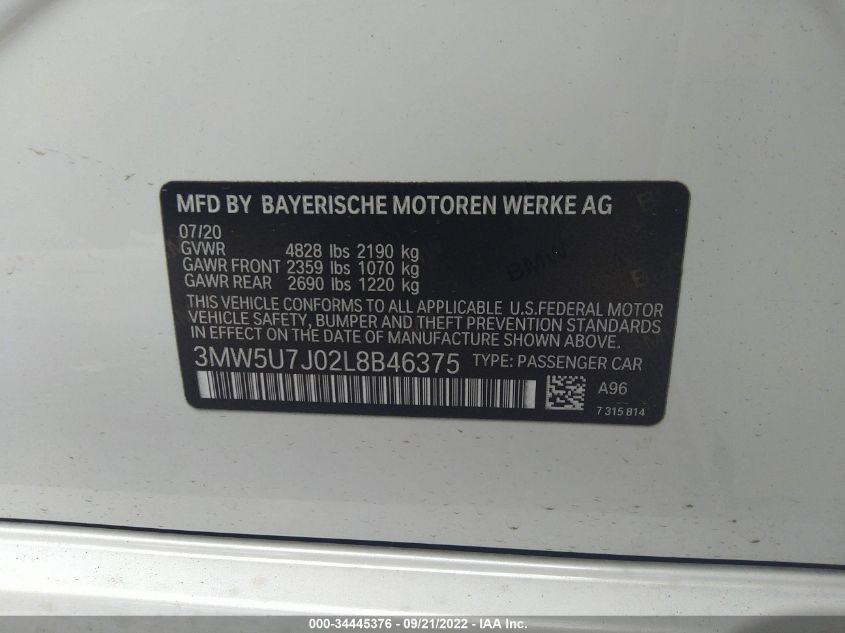 MFD BY BAYERISCHE MOTOREN WERKE AG
07/20
GVWR 4828 lbs 2190 kg
GAWR FRONT 2359 lbs 1070 kg
GAWR REAR 2690 lbs 1220 kg
THIS VEHICLE CONFORMS TO ALL APPLICABLE U.S.FEDERAL MOTOR
VEHICLE SAFETY, BUMPER AND THEFT PREVENTION STANDARDS
IN EFFECT ON THE DATE OF MANUFACTURE SHOWN ABOVE.
3MW5U7J02L8B46375 TYPE: PASSENGER CAR
A96
7 315 814
BMW
000-34445376 - 09/21/2022 - IAA Inc.